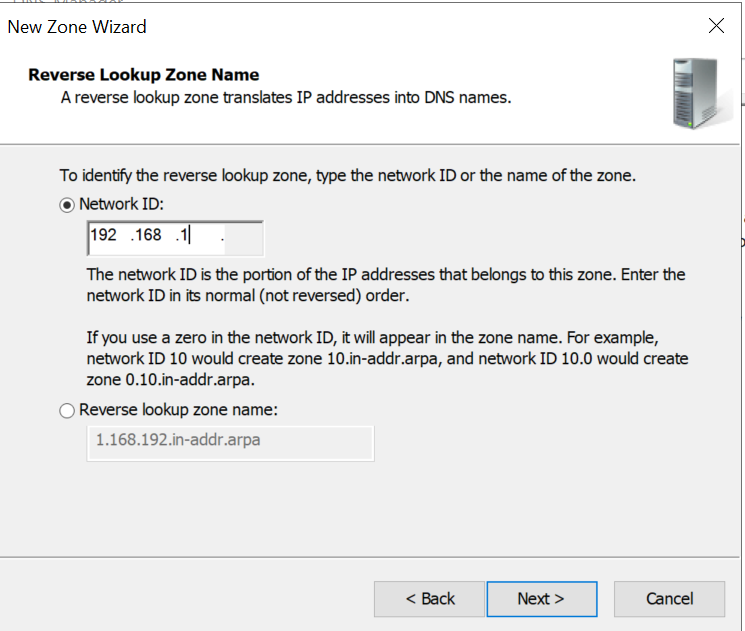 DNS Manager
New Zone Wizard
Reverse Lookup Zone Name
A reverse lookup zone translates IP addresses into DNS names.
To identify the reverse lookup zone, type the network ID or the name of the zone.
Network ID:
192 .168 .1 .
The network ID is the portion of the IP addresses that belongs to this zone. Enter the
network ID in its normal (not reversed) order.
If you use a zero in the network ID, it will appear in the zone name. For example,
network ID 10 would create zone 10.in-addr.arpa, and network ID 10.0 would create
zone 0.10.in-addr.arpa.
Reverse lookup zone name:
1.168.192.in-addr.arpa
< Back
Next >
Cancel